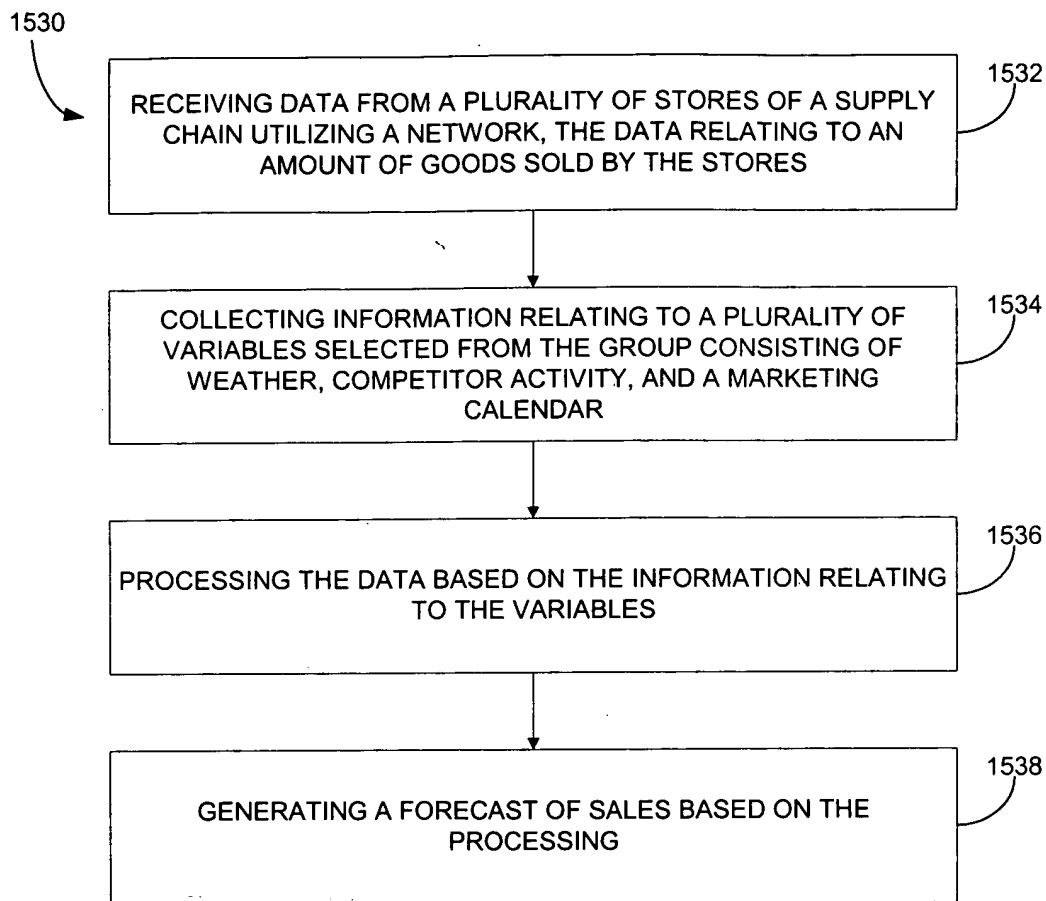 1530
1532
RECEIVING DATA FROM A PLURALITY OF STORES OF A SUPPLY
CHAIN UTILIZING A NETWORK, THE DATA RELATING TO AN
AMOUNT OF GOODS SOLD BY THE STORES
1534
COLLECTING INFORMATION RELATING TO A PLURALITY OF
VARIABLES SELECTED FROM THE GROUP CONSISTING OF
WEATHER, COMPETITOR ACTIVITY, AND A MARKETING
CALENDAR
1536
PROCESSING THE DATA BASED ON THE INFORMATION RELATING
TO THE VARIABLES
1538
GENERATING A FORECAST OF SALES BASED ON THE
PROCESSING